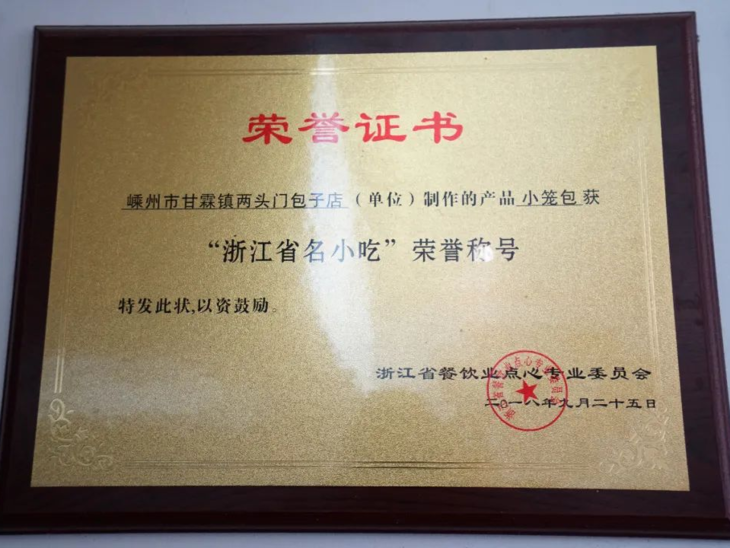 荣誉证书
嵊州市甘霖镇两头门包子店（单位）制作的产品小笼包获
“浙江省名小吃”荣誉称号
特发此状,以资鼓励。
浙江省餐饮业点心专业委员会
二〇一八年九月二十五日